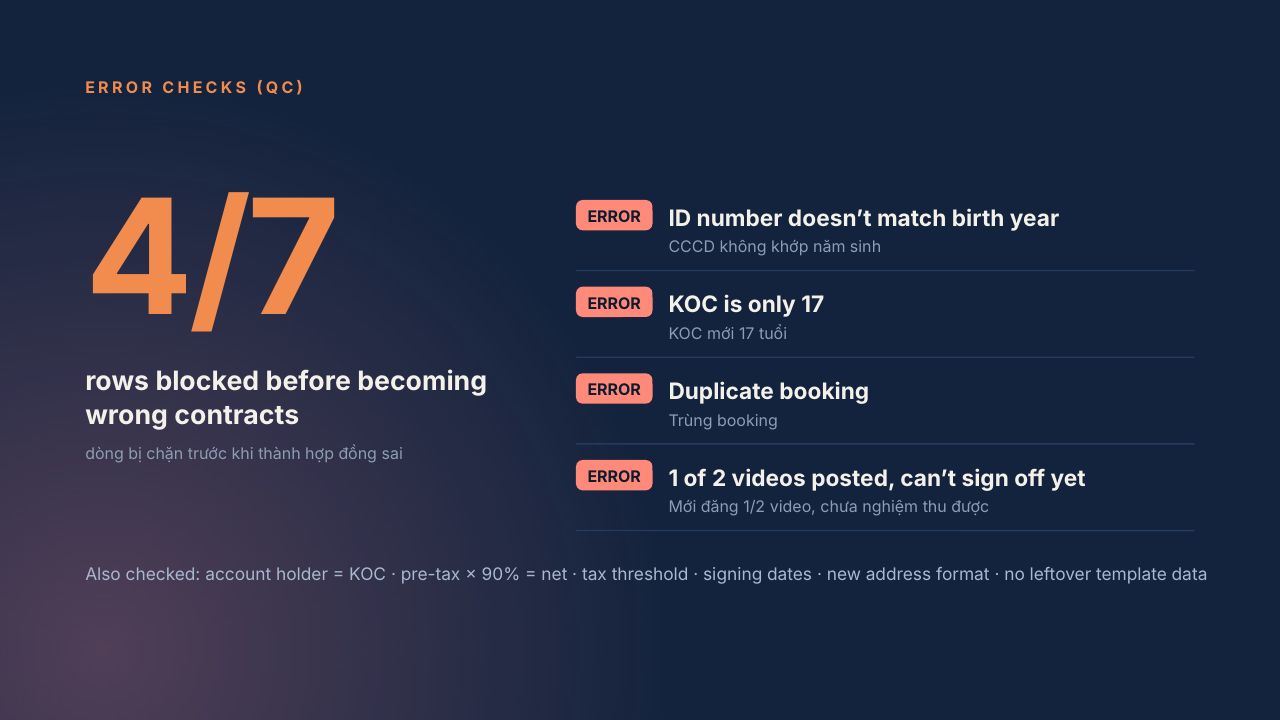 ERROR CHECKS (QC)
4/7
rows blocked before becoming
wrong contracts
dòng bị chặn trước khi thành hợp đồng sai
ERROR
ID number doesn’t match birth year
CCCD không khớp năm sinh
ERROR
KOC is only 17
KOC mới 17 tuổi
ERROR
Duplicate booking
Trùng booking
ERROR
1 of 2 videos posted, can’t sign off yet
Mới đăng 1/2 video, chưa nghiệm thu được
Also checked: account holder = KOC · pre-tax × 90% = net · tax threshold · signing dates · new address format · no leftover template data